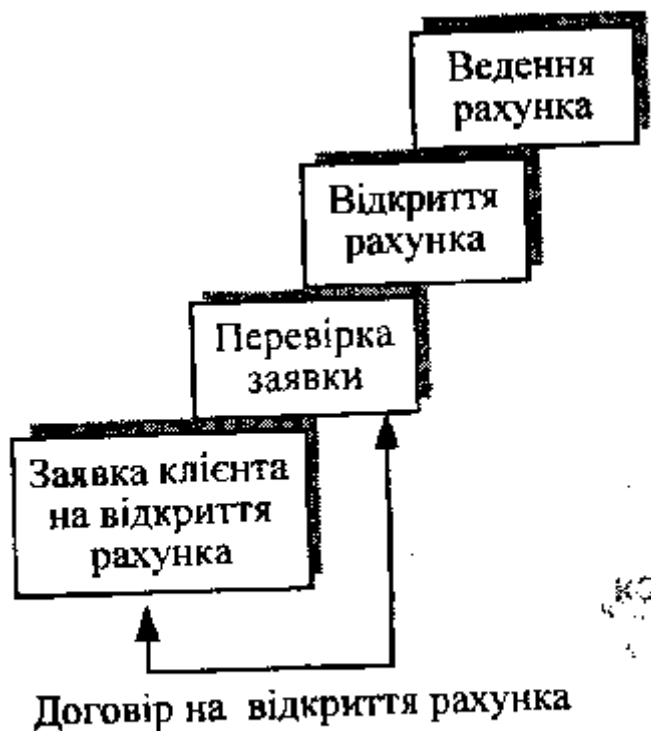 Ведення
рахунка
Відкриття
рахунка
Перевірка
заявки
Заявка клієнта
на відкриття
рахунка
Договір на відкриття рахунка